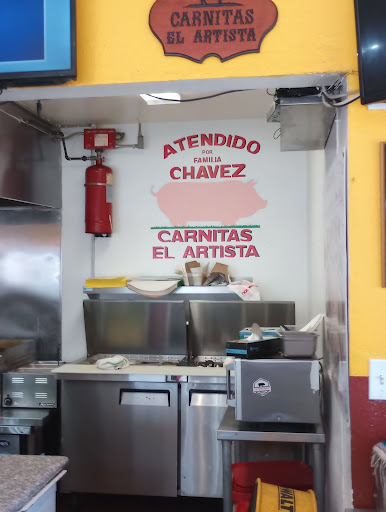 CARNITAS
EL ARTISTA
ATENDIDO
POR
FAMILIA
CHAVEZ
CARNITAS
EL ARTISTA